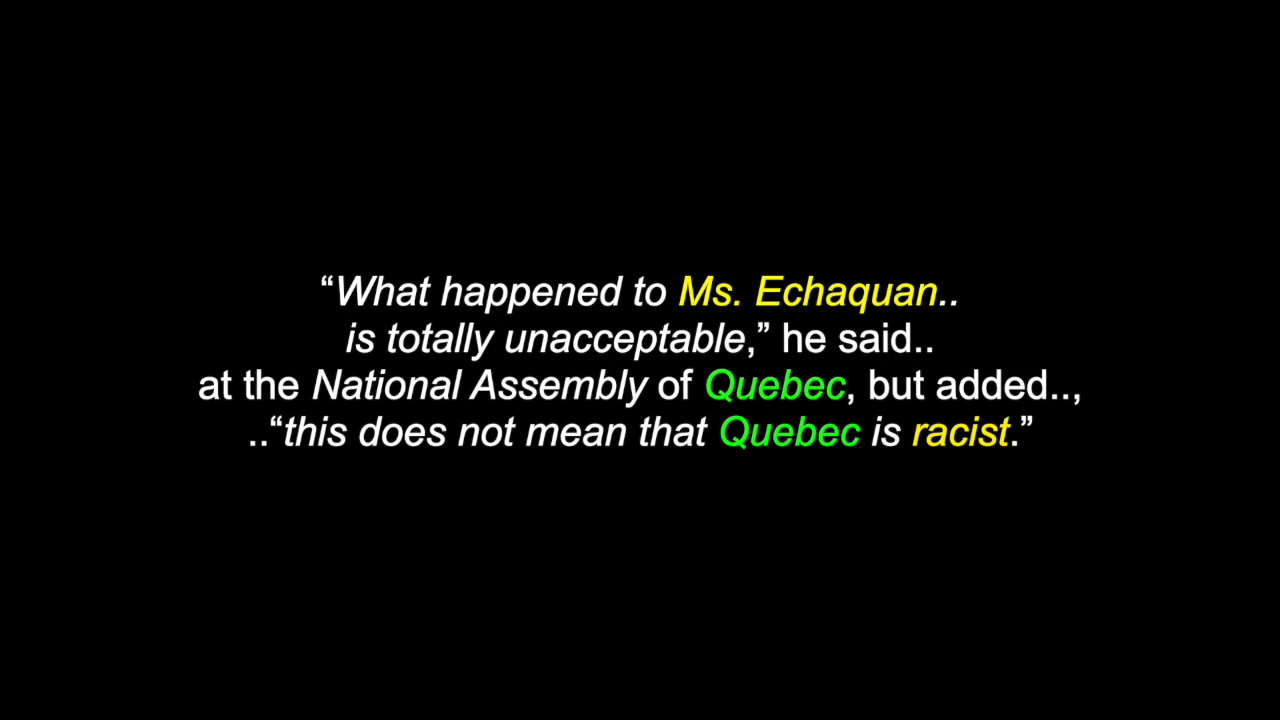 “What happened to Ms. Echaquan..
is totally unacceptable,” he said..
at the National Assembly of Quebec, but added..,
..“this does not mean that Quebec is racist.”